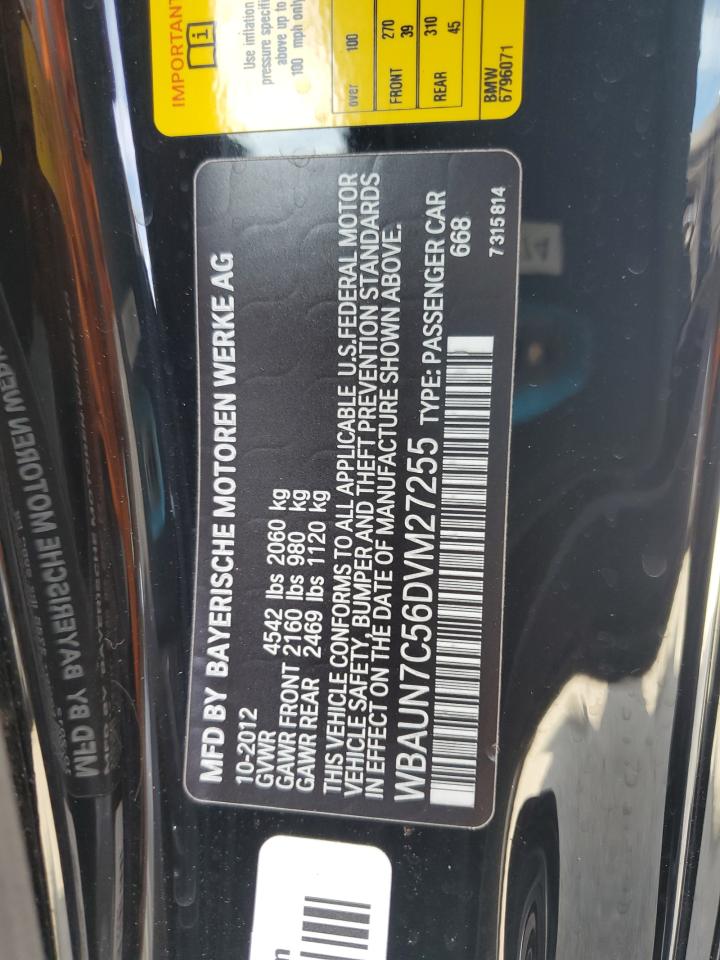 IMPORTANT
Use inflation
pressure specifi
above up to
100 mph only
over 100
FRONT 270
39
REAR 310
45
BMW
6796071
MFD BY BAYERISCHE MOTOREN WERKE AG
10-2012
GVWR 4542 lbs 2060 kg
GAWR FRONT 2160 lbs 980 kg
GAWR REAR 2469 lbs 1120 kg
THIS VEHICLE CONFORMS TO ALL APPLICABLE U.S.FEDERAL MOTOR
VEHICLE SAFETY, BUMPER AND THEFT PREVENTION STANDARDS
IN EFFECT ON THE DATE OF MANUFACTURE SHOWN ABOVE.
WBAUN7C56DVM27255 TYPE: PASSENGER CAR
668
7 315 814
MFD BY BAYERISCHE MOTOREN WERK